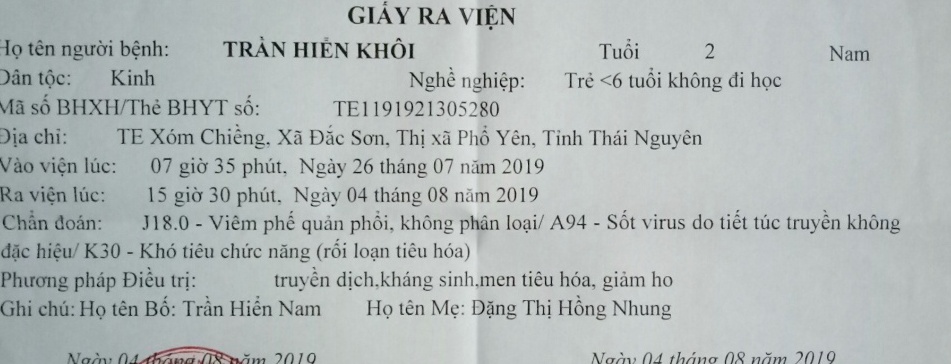 GIẤY RA VIỆN
Họ tên người bệnh: TRẦN HIỂN KHÔI Tuổi 2 Nam
Dân tộc: Kinh Nghề nghiệp: Trẻ <6 tuổi không đi học
Mã số BHXH/Thẻ BHYT số: TE1191921305280
Địa chỉ: TE Xóm Chiềng, Xã Đắc Sơn, Thị xã Phổ Yên, Tỉnh Thái Nguyên
Vào viện lúc: 07 giờ 35 phút, Ngày 26 tháng 07 năm 2019
Ra viện lúc: 15 giờ 30 phút, Ngày 04 tháng 08 năm 2019
Chẩn đoán: J18.0 - Viêm phế quản phổi, không phân loại/ A94 - Sốt virus do tiết túc truyền không
đặc hiệu/ K30 - Khó tiêu chức năng (rối loạn tiêu hóa)
Phương pháp Điều trị: truyền dịch,kháng sinh,men tiêu hóa, giảm ho
Ghi chú: Họ tên Bố: Trần Hiển Nam Họ tên Mẹ: Đặng Thị Hồng Nhung
Ngày 04 tháng 08 năm 2019 Ngày 04 tháng 08 năm 2019